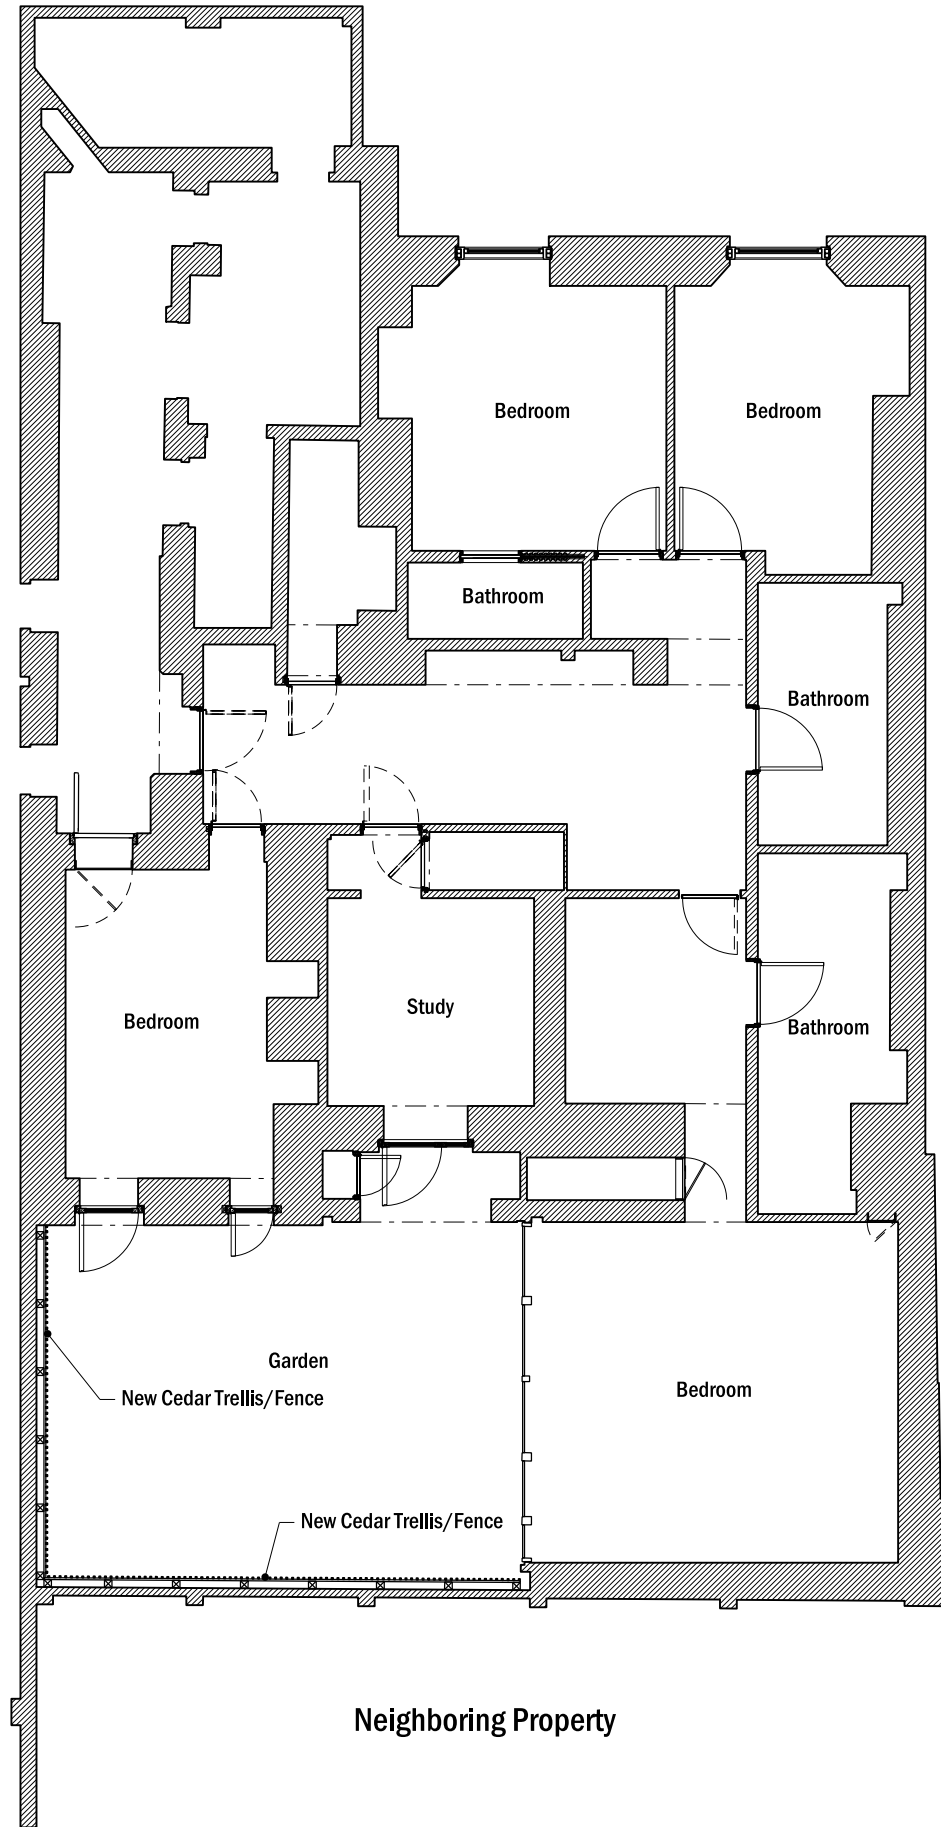 Bedroom
Bedroom
Bathroom
Bathroom
Study
Bedroom
Bathroom
Garden
New Cedar Trellis/Fence
Bedroom
New Cedar Trellis/Fence
Neighboring Property